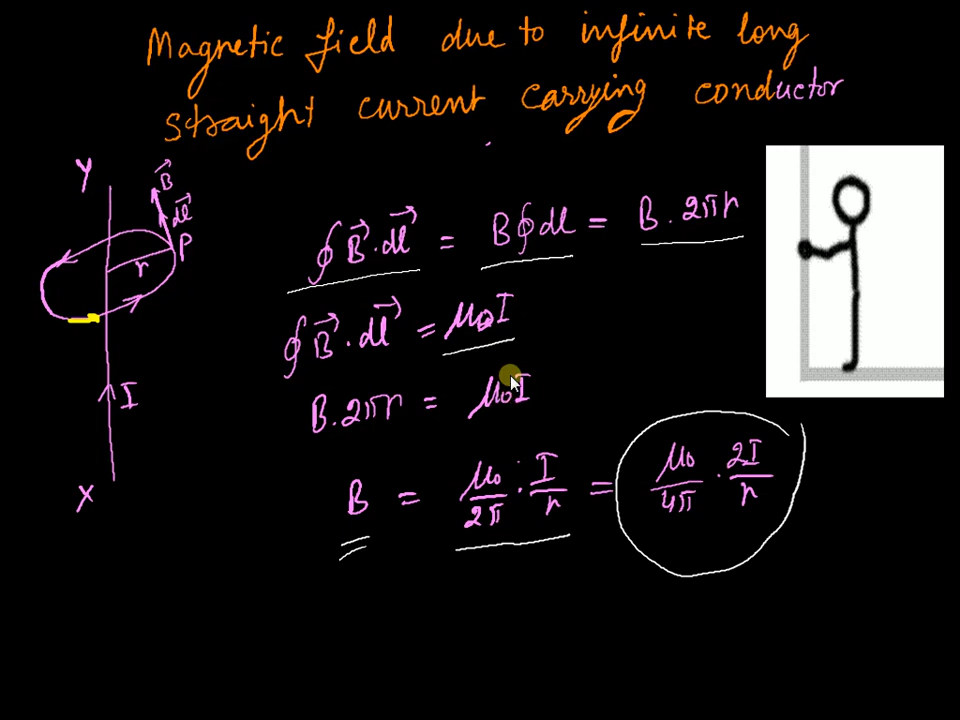 Magnetic field due to infinite long
straight current carrying conductor
Y
B⃗
dl⃗
P
r
I
X
∮ B⃗ · dl⃗ = B ∮ dl = B · 2πr
∮ B⃗ · dl⃗ = μ₀I
B · 2πr = μ₀I
B = μ₀/2π · I/r = μ₀/4π · 2I/r